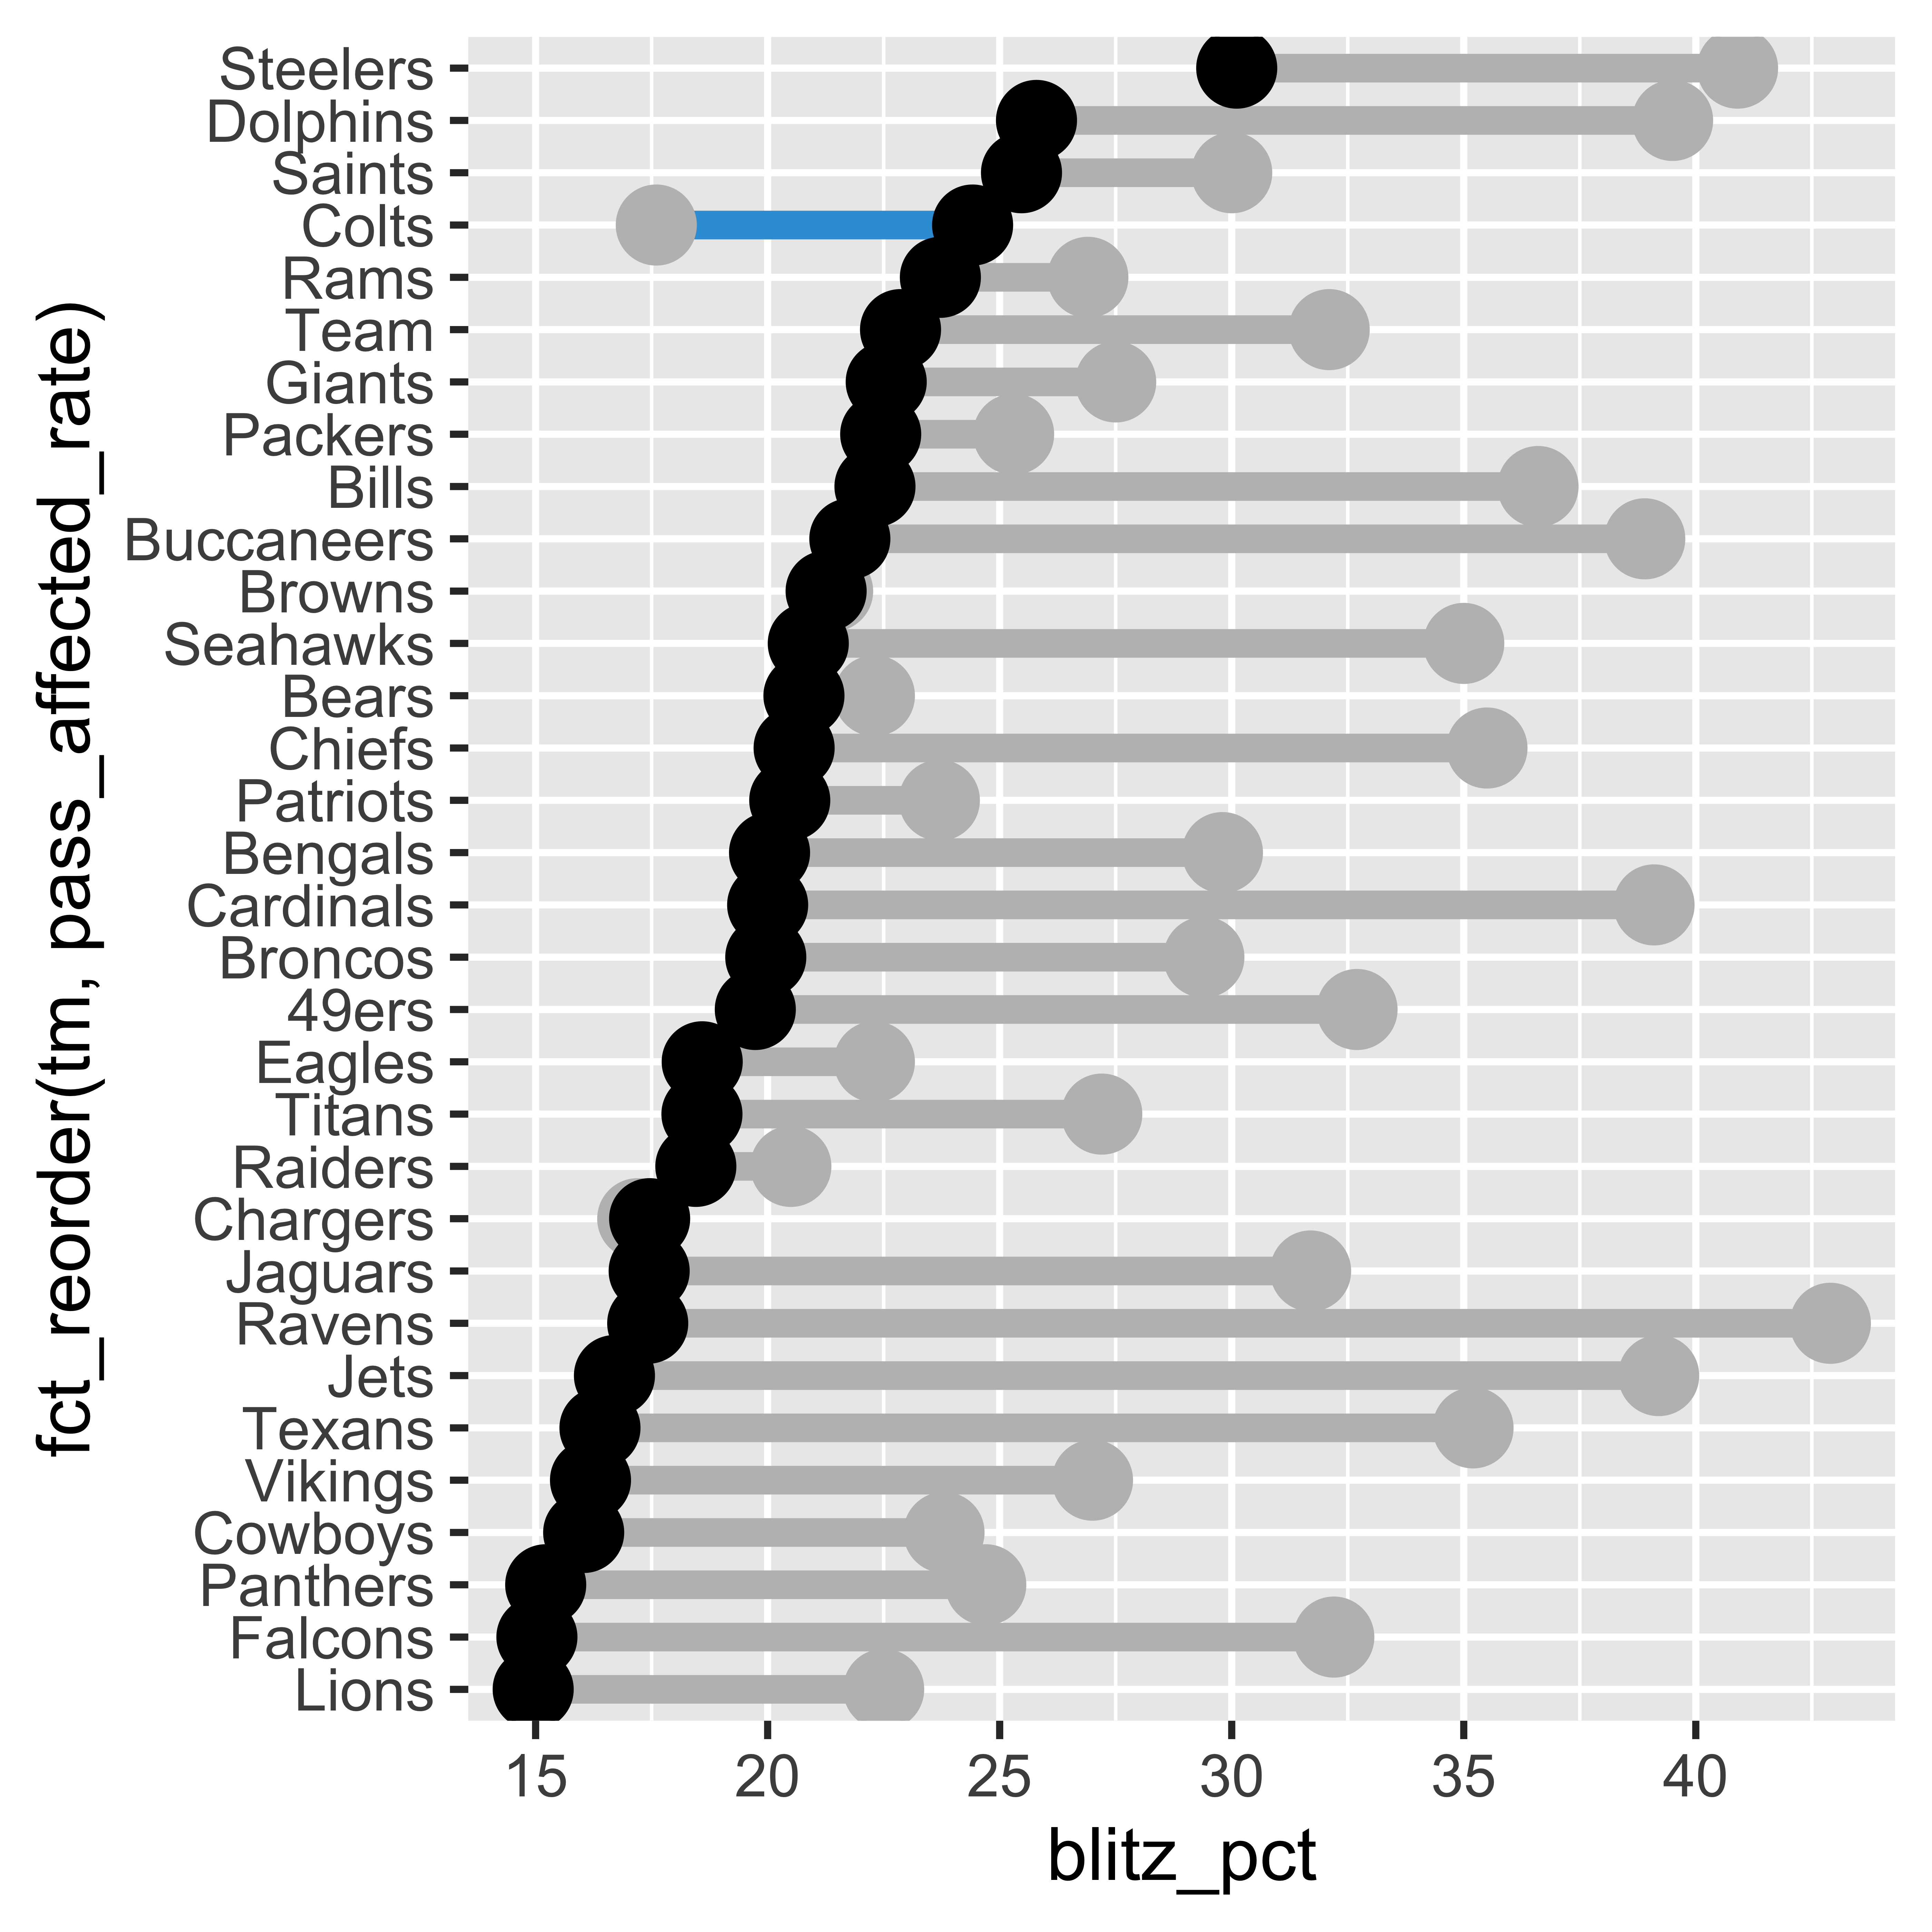 fct_reorder(tm, pass_affected_rate)
Steelers
Dolphins
Saints
Colts
Rams
Team
Giants
Packers
Bills
Buccaneers
Browns
Seahawks
Bears
Chiefs
Patriots
Bengals
Cardinals
Broncos
49ers
Eagles
Titans
Raiders
Chargers
Jaguars
Ravens
Jets
Texans
Vikings
Cowboys
Panthers
Falcons
Lions
15 20 25 30 35 40
blitz_pct